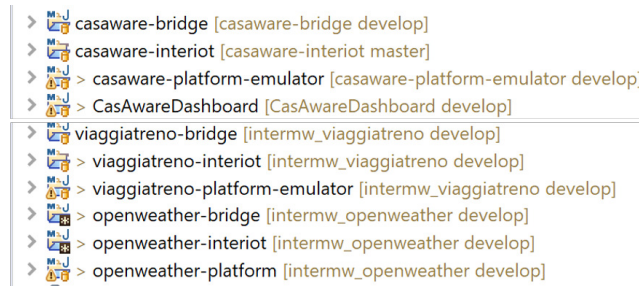 casaware-bridge [casaware-bridge develop]
casaware-interiot [casaware-interiot master]
> casaware-platform-emulator [casaware-platform-emulator develop]
> CasAwareDashboard [CasAwareDashboard develop]
viaggiatreno-bridge [intermw_viaggiatreno develop]
> viaggiatreno-interiot [intermw_viaggiatreno develop]
> viaggiatreno-platform-emulator [intermw_viaggiatreno develop]
> openweather-bridge [intermw_openweather develop]
> openweather-interiot [intermw_openweather develop]
> openweather-platform [intermw_openweather develop]